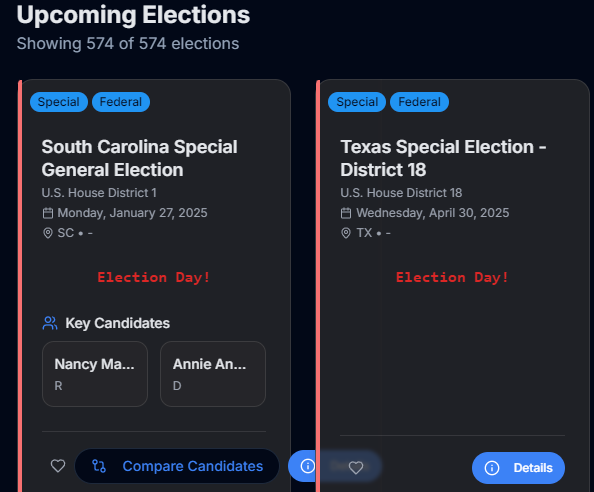 Upcoming Elections
Showing 574 of 574 elections
Special Federal
South Carolina Special
General Election
U.S. House District 1
Monday, January 27, 2025
SC • -
Election Day!
Key Candidates
Nancy Ma...
R
Annie An...
D
Compare Candidates
Special Federal
Texas Special Election -
District 18
U.S. House District 18
Wednesday, April 30, 2025
TX • -
Election Day!
Details